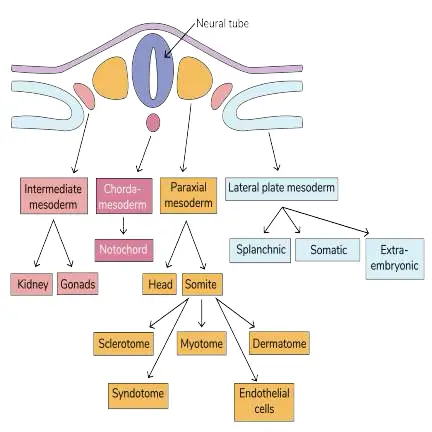 Neural tube
Intermediate
mesoderm
Chorda-
mesoderm
Paraxial
mesoderm
Lateral plate mesoderm
Notochord
Splanchnic
Somatic
Extra-
embryonic
Kidney
Gonads
Head
Somite
Sclerotome
Myotome
Dermatome
Syndotome
Endothelial
cells